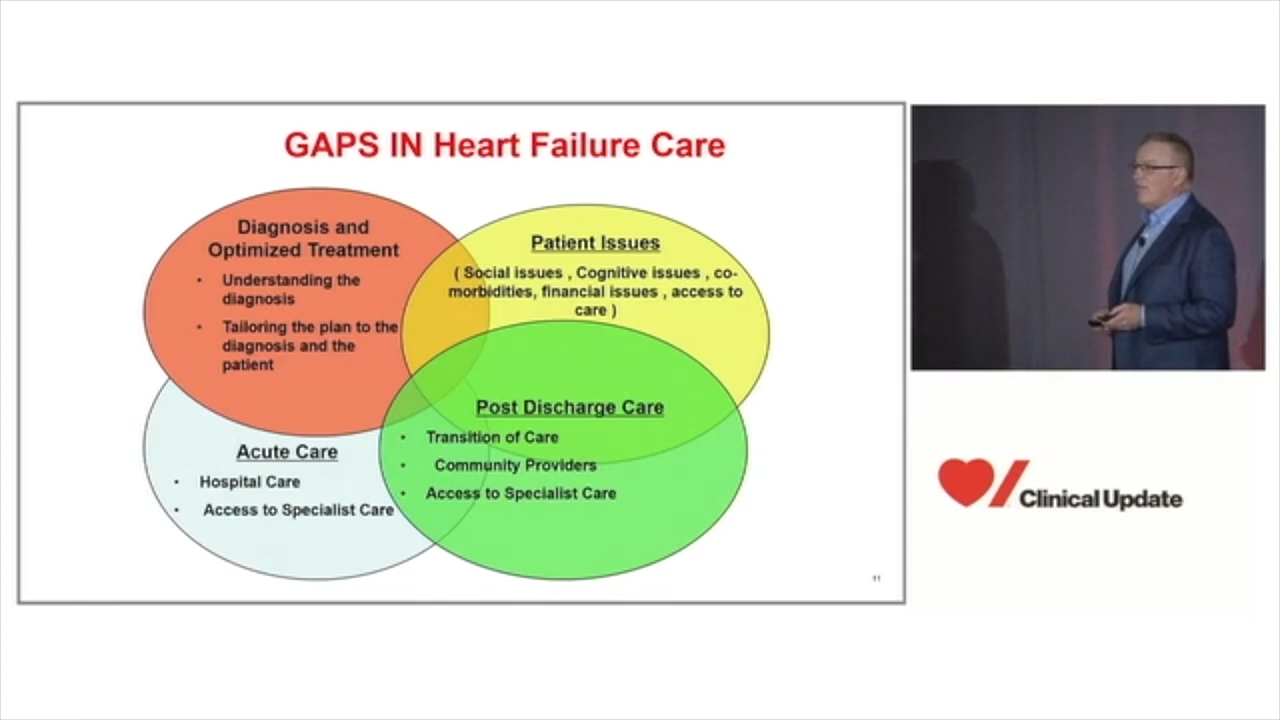 GAPS IN Heart Failure Care
Diagnosis and
Optimized Treatment
• Understanding the
diagnosis
• Tailoring the plan to the
diagnosis and the
patient
Patient Issues
( Social issues , Cognitive issues , co-
morbidities, financial issues , access to
care )
Acute Care
• Hospital Care
• Access to Specialist Care
Post Discharge Care
• Transition of Care
• Community Providers
• Access to Specialist Care
11
Clinical Update